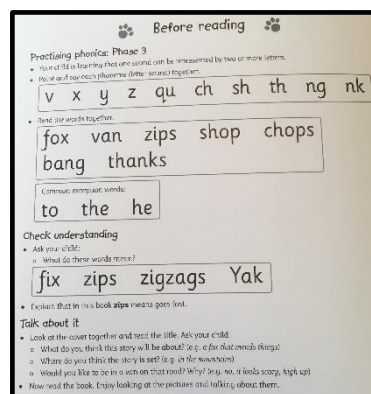 Before reading
Practising phonics: Phase 3
• Your child is learning that one sound can be represented by two or more letters.
• Point and say each phoneme (letter sound) together.
v x y z qu ch sh th ng nk
• Read the words together.
fox van zips shop chops
bang thanks
Common exception words:
to the he
Check understanding
• Ask your child:
o What do these words mean?
fix zips zigzags Yak
• Explain that in this book zips means goes fast.
Talk about it
• Look at the cover together and read the title. Ask your child:
o What do you think this story will be about? (e.g. a fox that mends things)
o Where do you think the story is set? (e.g. in the mountains)
o Would you like to be in a van on that road? Why? (e.g. no, it looks scary, high up)
• Now read the book. Enjoy looking at the pictures and talking about them.